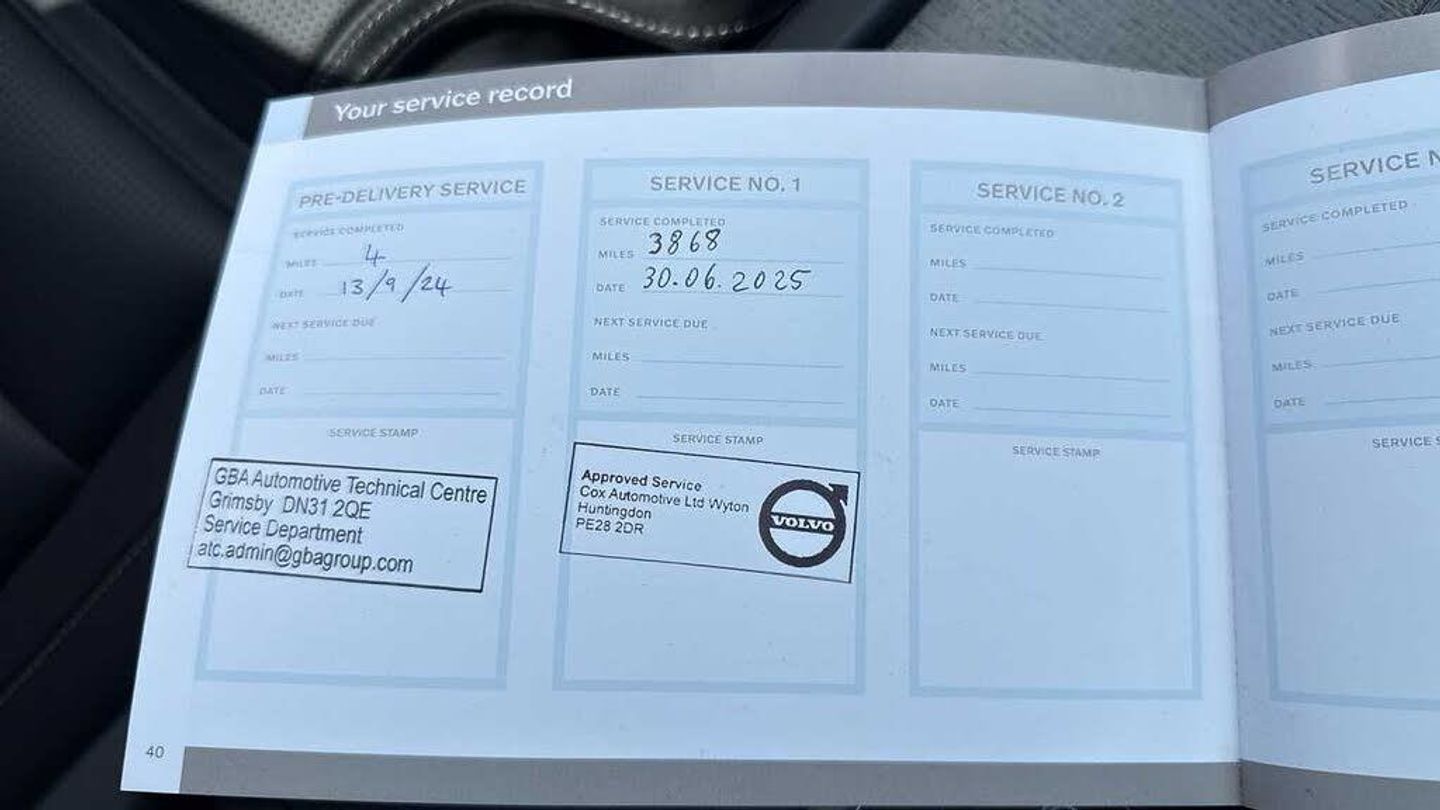 Your service record
PRE-DELIVERY SERVICE
SERVICE COMPLETED
MILES 4
DATE 13/9/24
NEXT SERVICE DUE
MILES
DATE
SERVICE STAMP
GBA Automotive Technical Centre
Grimsby DN31 2QE
Service Department
atc.admin@gbagroup.com
SERVICE NO. 1
SERVICE COMPLETED
MILES 3868
DATE 30.06.2025
NEXT SERVICE DUE
MILES
DATE
SERVICE STAMP
Approved Service
Cox Automotive Ltd Wyton
Huntingdon
PE28 2DR
VOLVO
SERVICE NO. 2
SERVICE COMPLETED
MILES
DATE
NEXT SERVICE DUE
MILES
DATE
SERVICE STAMP
SERVICE N
SERVICE COMPLETED
MILES
DATE
NEXT SERVICE DUE
MILES
DATE
SERVICE S
40